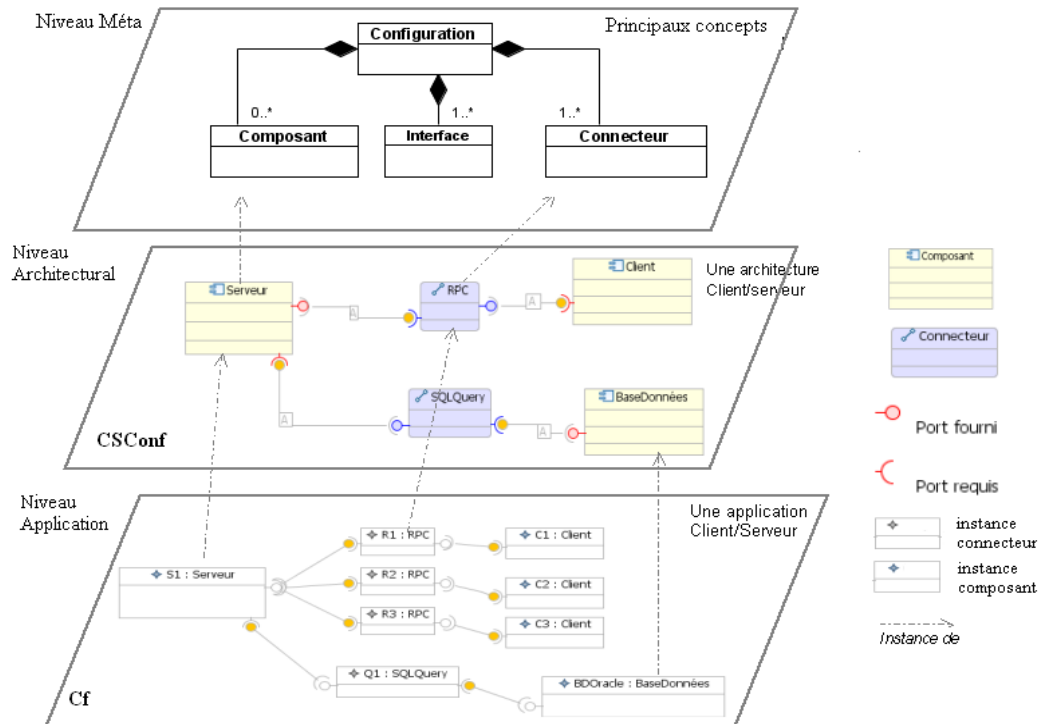 Niveau Méta
Principaux concepts
Configuration
0..*
1..*
1..*
Composant
Interface
Connecteur
Niveau
Architectural
Une architecture
Client/serveur
Serveur
A
RPC
A
Client
A
SQLQuery
A
BaseDonnées
CSConf
Composant
Connecteur
Port fourni
Port requis
instance
connecteur
instance
composant
Instance de
Niveau
Application
Une application
Client/Serveur
S1 : Serveur
R1 : RPC
C1 : Client
R2 : RPC
C2 : Client
R3 : RPC
C3 : Client
Q1 : SQLQuery
BDOracle : BaseDonnées
Cf